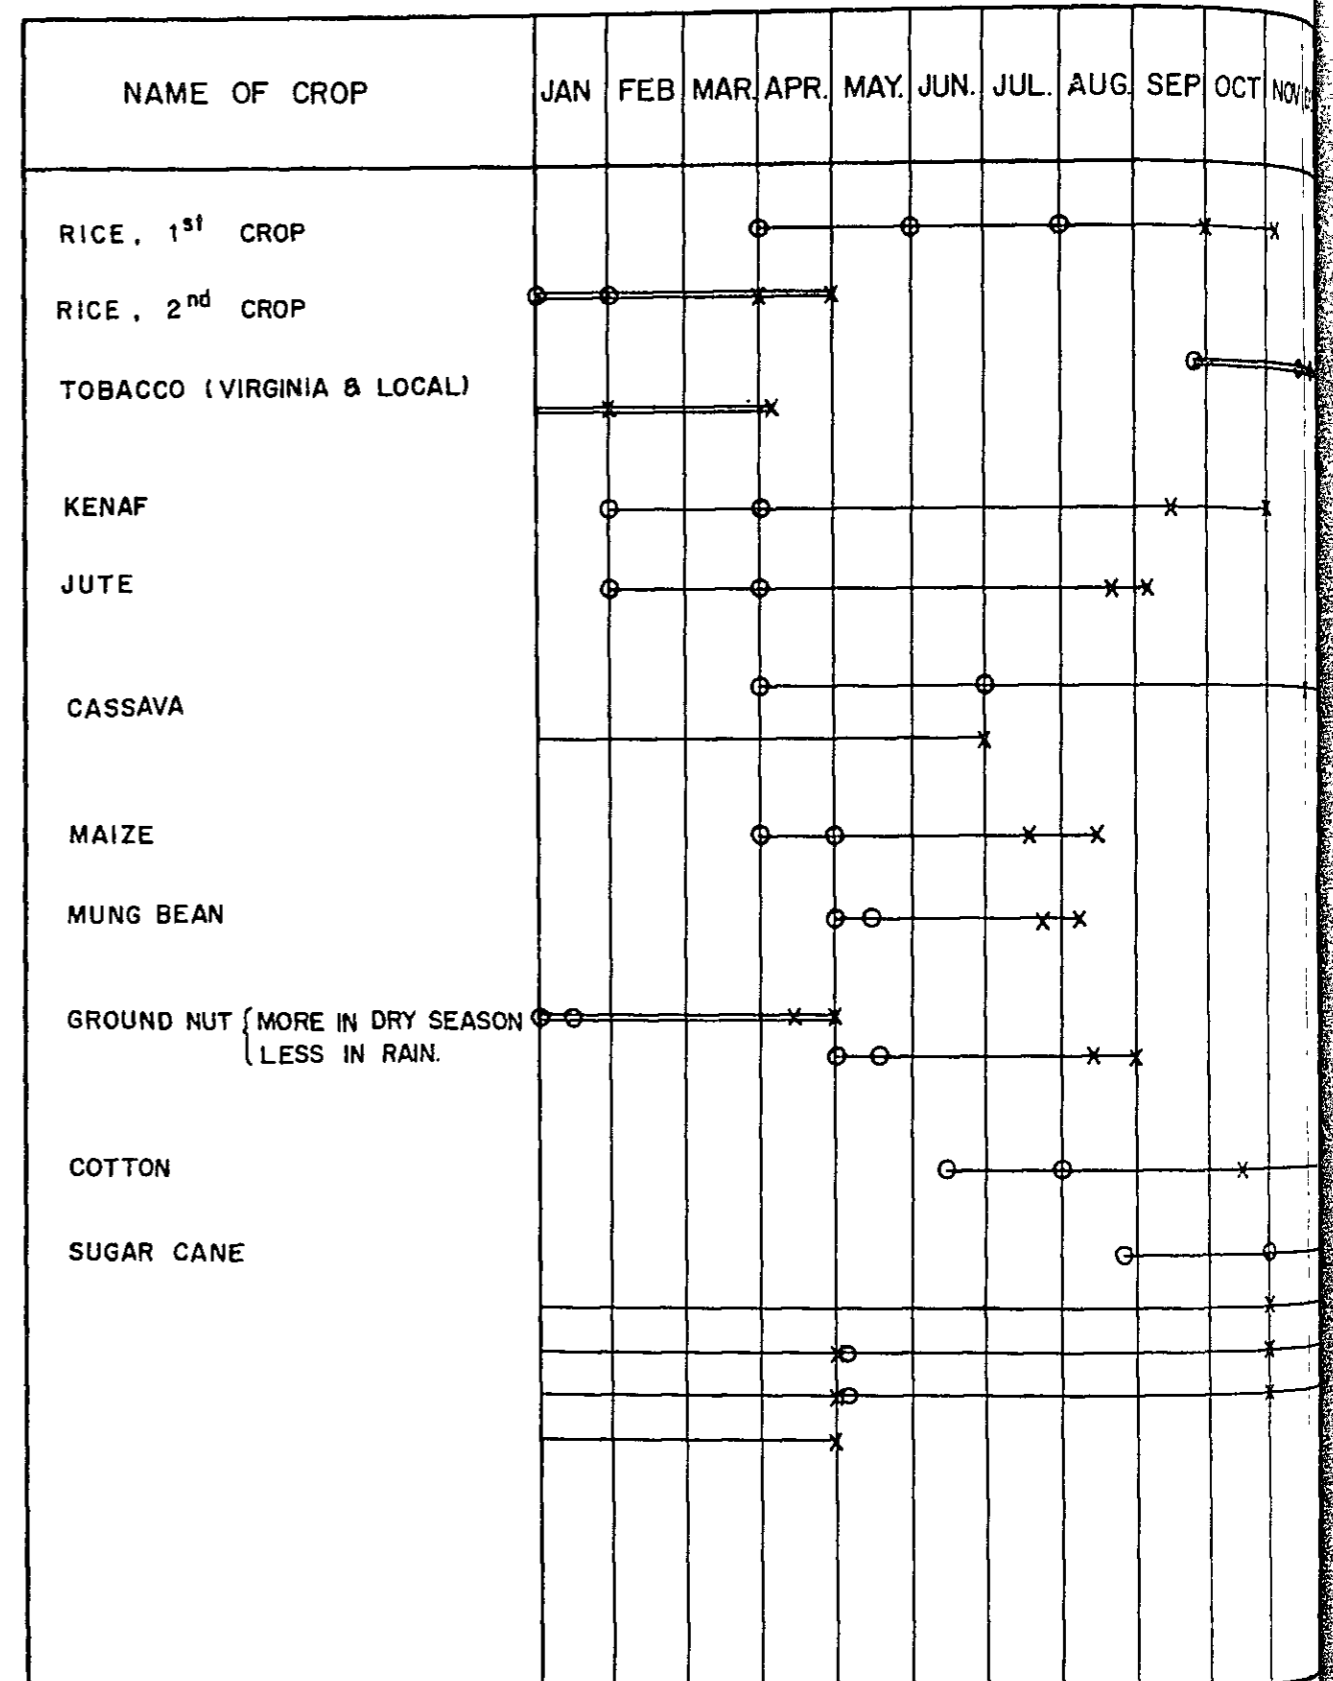 NAME OF CROP JAN FEB MAR. APR. MAY. JUN. JUL. AUG. SEP OCT NOV
RICE, 1st CROP
RICE, 2nd CROP
TOBACCO (VIRGINIA & LOCAL)
KENAF
JUTE
CASSAVA
MAIZE
MUNG BEAN
GROUND NUT { MORE IN DRY SEASON
LESS IN RAIN.
COTTON
SUGAR CANE